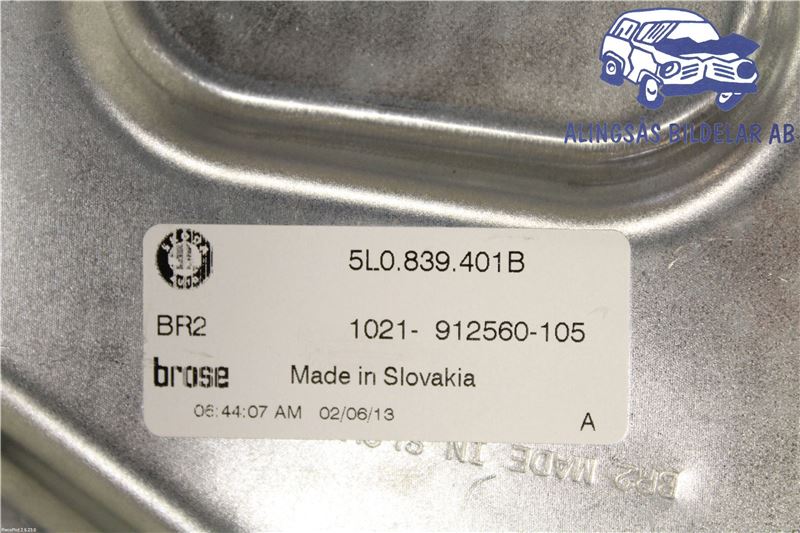 ALINGSÅS BILDELAR AB
SKODA
5L0.839.401B
BR2
1021- 912560-105
brose
Made in Slovakia
06:44:07 AM 02/06/13
A
BR2 MADE IN